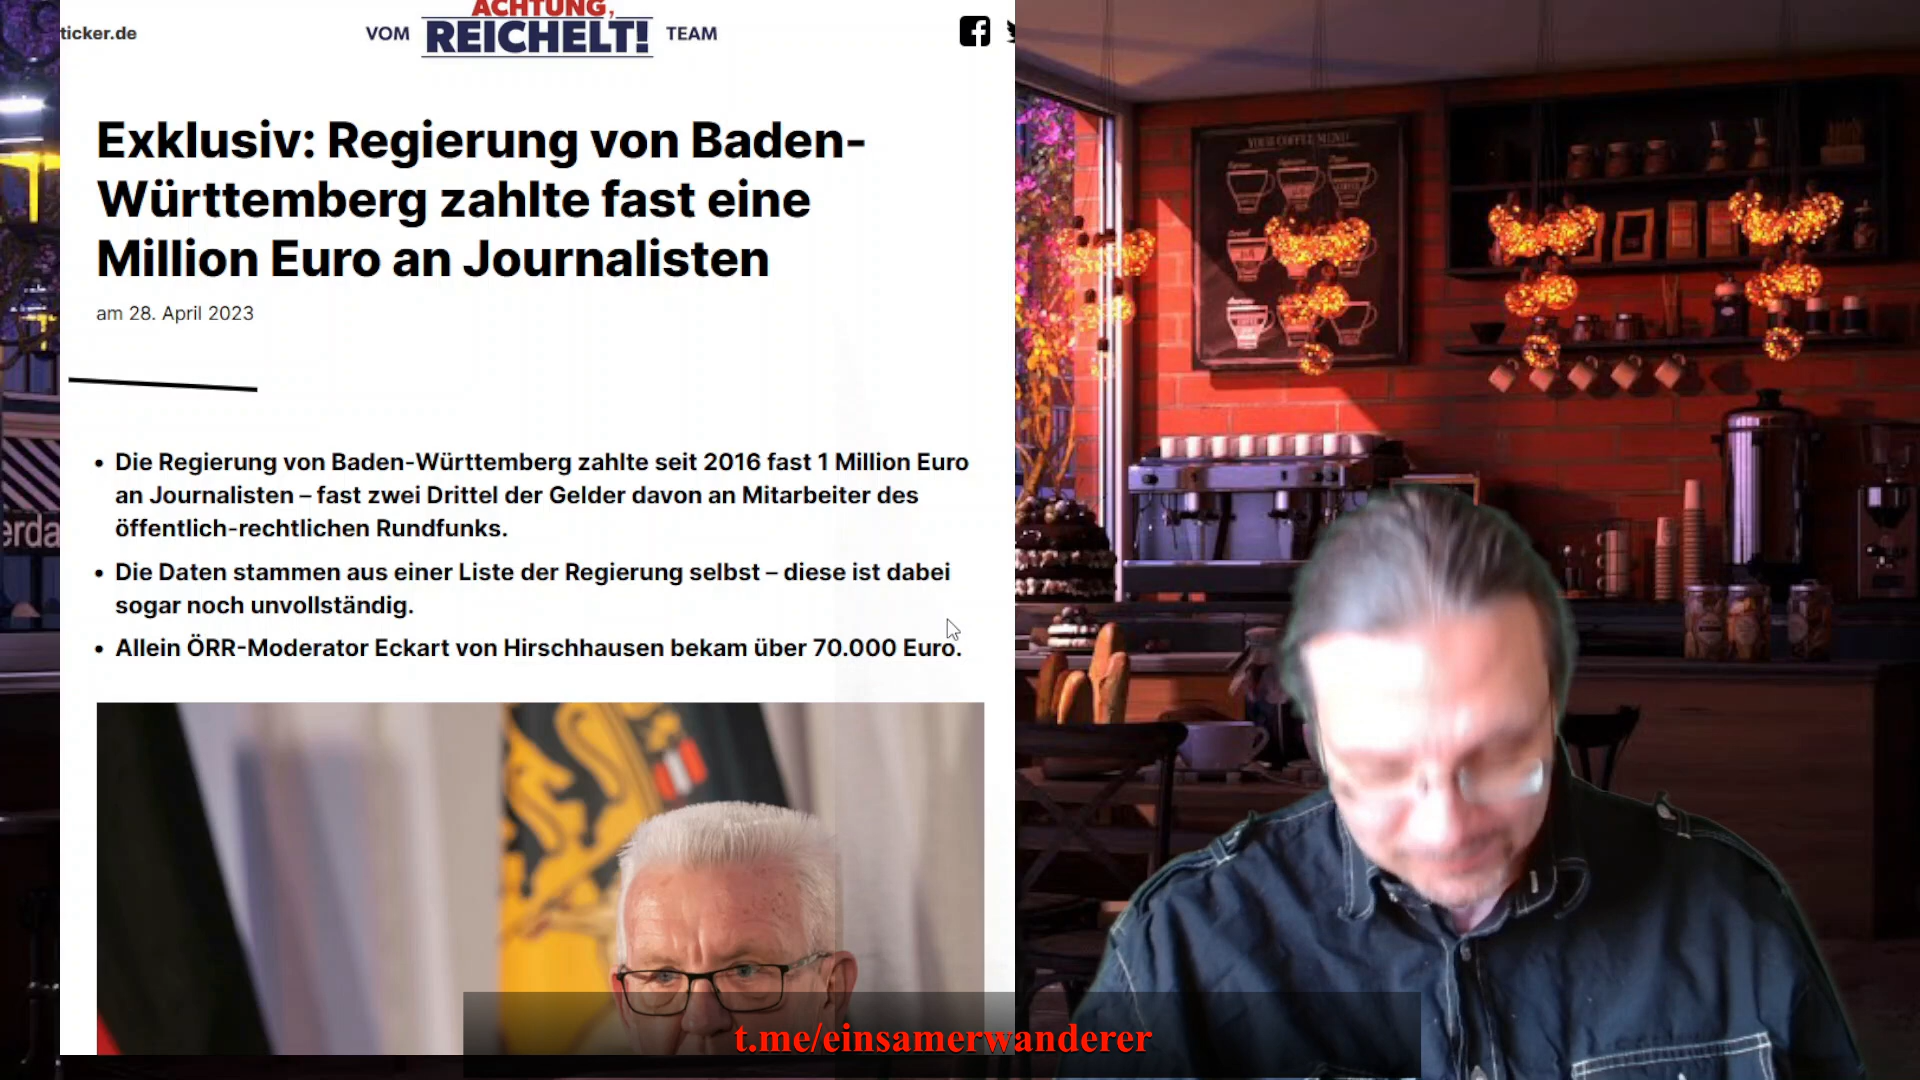 ticker.de
VOM ACHTUNG, REICHELT! TEAM
Exklusiv: Regierung von Baden-
Württemberg zahlte fast eine
Million Euro an Journalisten
am 28. April 2023
• Die Regierung von Baden-Württemberg zahlte seit 2016 fast 1 Million Euro
an Journalisten – fast zwei Drittel der Gelder davon an Mitarbeiter des
öffentlich-rechtlichen Rundfunks.
• Die Daten stammen aus einer Liste der Regierung selbst – diese ist dabei
sogar noch unvollständig.
• Allein ÖRR-Moderator Eckart von Hirschhausen bekam über 70.000 Euro.
YOUR COFFEE MENU
erda
t.me/einsamerwanderer